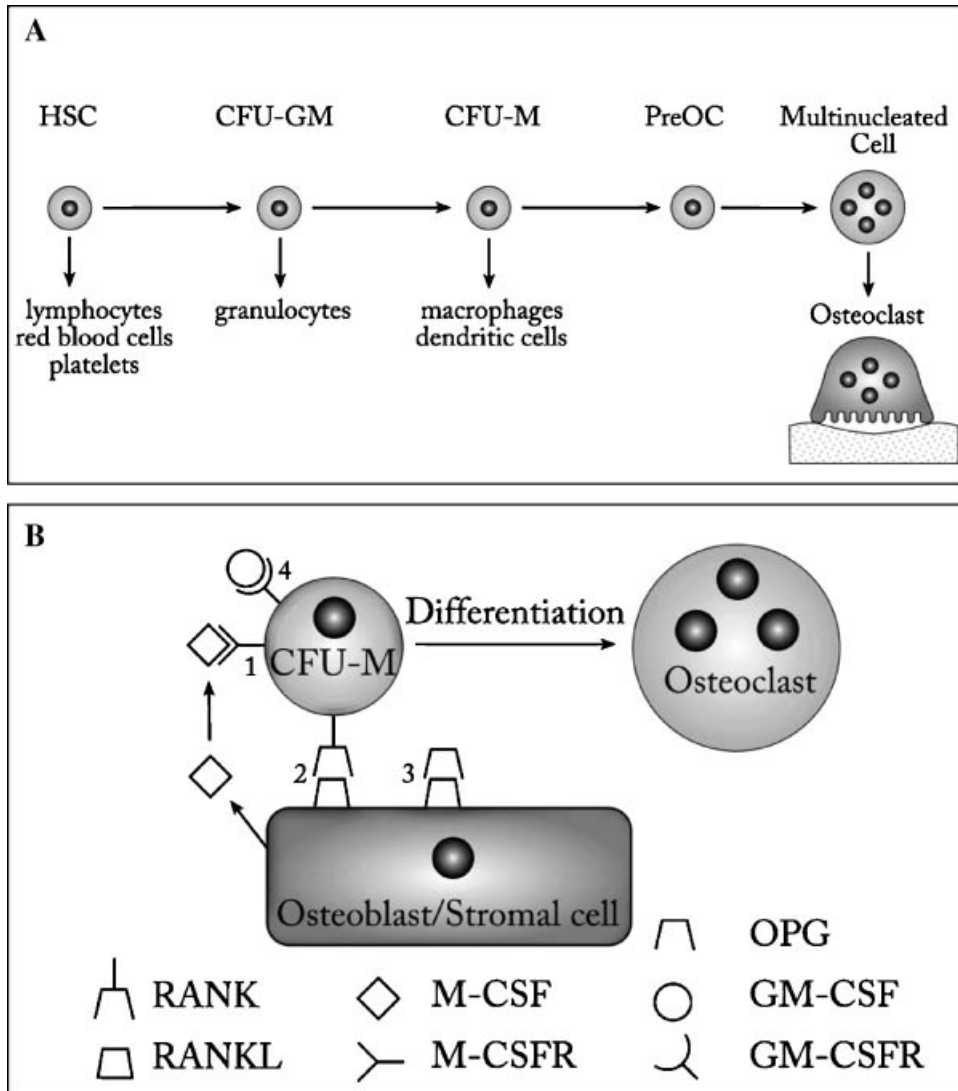 A
HSC
CFU-GM
CFU-M
PreOC
Multinucleated
Cell
lymphocytes
red blood cells
platelets
granulocytes
macrophages
dendritic cells
Osteoclast
B
4
1
CFU-M
Differentiation
Osteoclast
2
3
Osteoblast/Stromal cell
OPG
RANK
M-CSF
GM-CSF
RANKL
M-CSFR
GM-CSFR